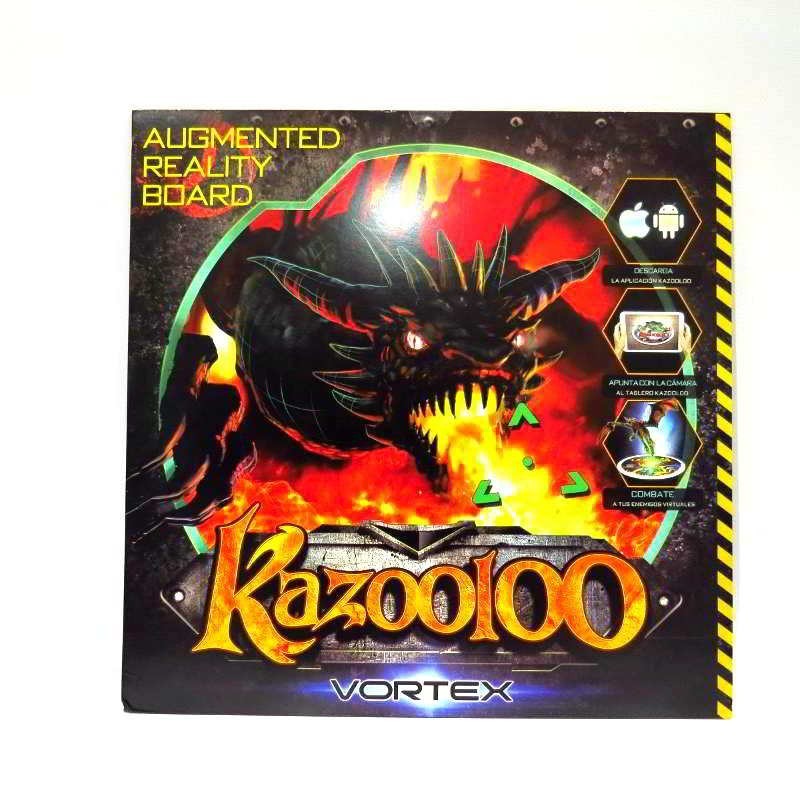 AUGMENTED
REALITY
BOARD
DESCARGA
LA APLICACIÓN KAZOOLOO
APUNTA CON LA CÁMARA
AL TABLERO KAZOOLOO
COMBATE
A TUS ENEMIGOS VIRTUALES
Kazooloo
VORTEX